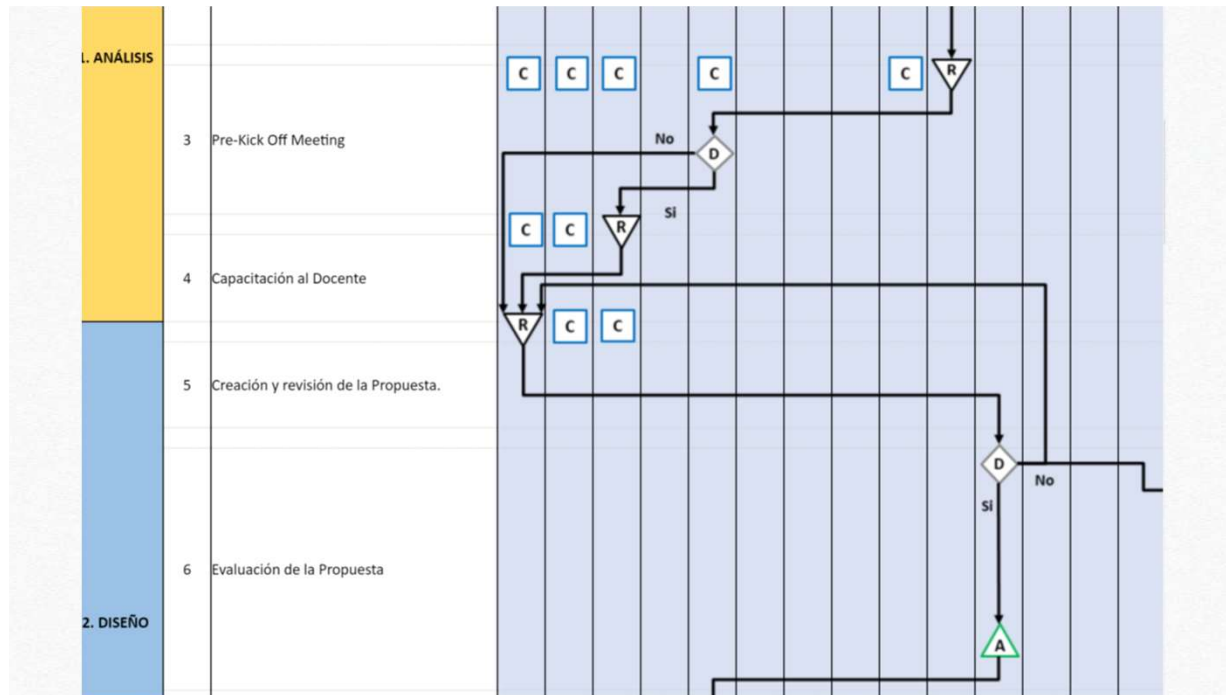 1. ANÁLISIS
C C C C C R
3 Pre-Kick Off Meeting
No
D
Si
C C R
4 Capacitación al Docente
R C C
5 Creación y revisión de la Propuesta.
D
No
Si
6 Evaluación de la Propuesta
2. DISEÑO
A